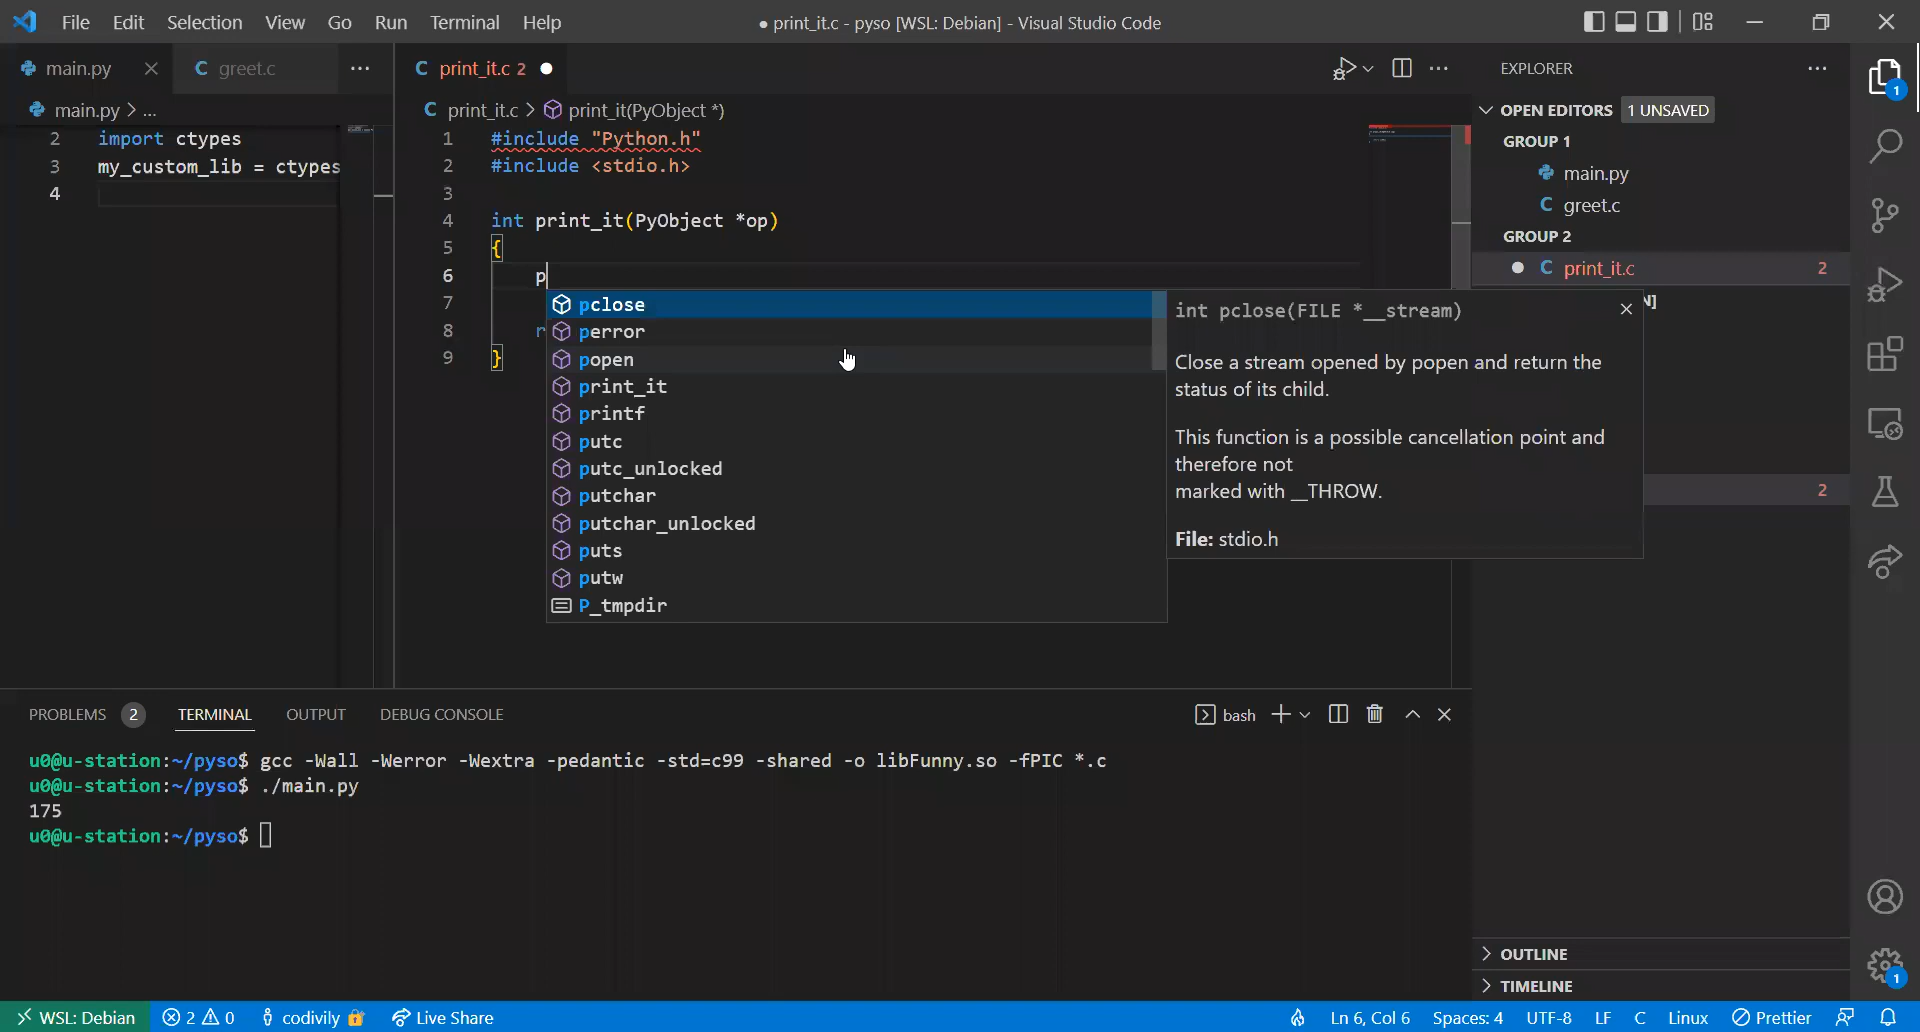 File Edit Selection View Go Run Terminal Help
● print_it.c - pyso [WSL: Debian] - Visual Studio Code
main.py
greet.c
print_it.c 2
main.py > ...
print_it.c > print_it(PyObject *)
2 import ctypes
3 my_custom_lib = ctypes
4
1 #include "Python.h"
2 #include <stdio.h>
3
4 int print_it(PyObject *op)
5 {
6 p
7
8 r
9 }
pclose
perror
popen
print_it
printf
putc
putc_unlocked
putchar
putchar_unlocked
puts
putw
P_tmpdir
int pclose(FILE *__stream)
Close a stream opened by popen and return the
status of its child.
This function is a possible cancellation point and
therefore not
marked with __THROW.
File: stdio.h
EXPLORER
OPEN EDITORS 1 UNSAVED
GROUP 1
main.py
greet.c
GROUP 2
print_it.c 2
2
OUTLINE
TIMELINE
1
1
PROBLEMS 2 TERMINAL OUTPUT DEBUG CONSOLE
bash
u0@u-station:~/pyso$ gcc -Wall -Werror -Wextra -pedantic -std=c99 -shared -o libFunny.so -fPIC *.c
u0@u-station:~/pyso$ ./main.py
175
u0@u-station:~/pyso$
WSL: Debian 2 0 codivily Live Share
Ln 6, Col 6 Spaces: 4 UTF-8 LF C Linux Prettier